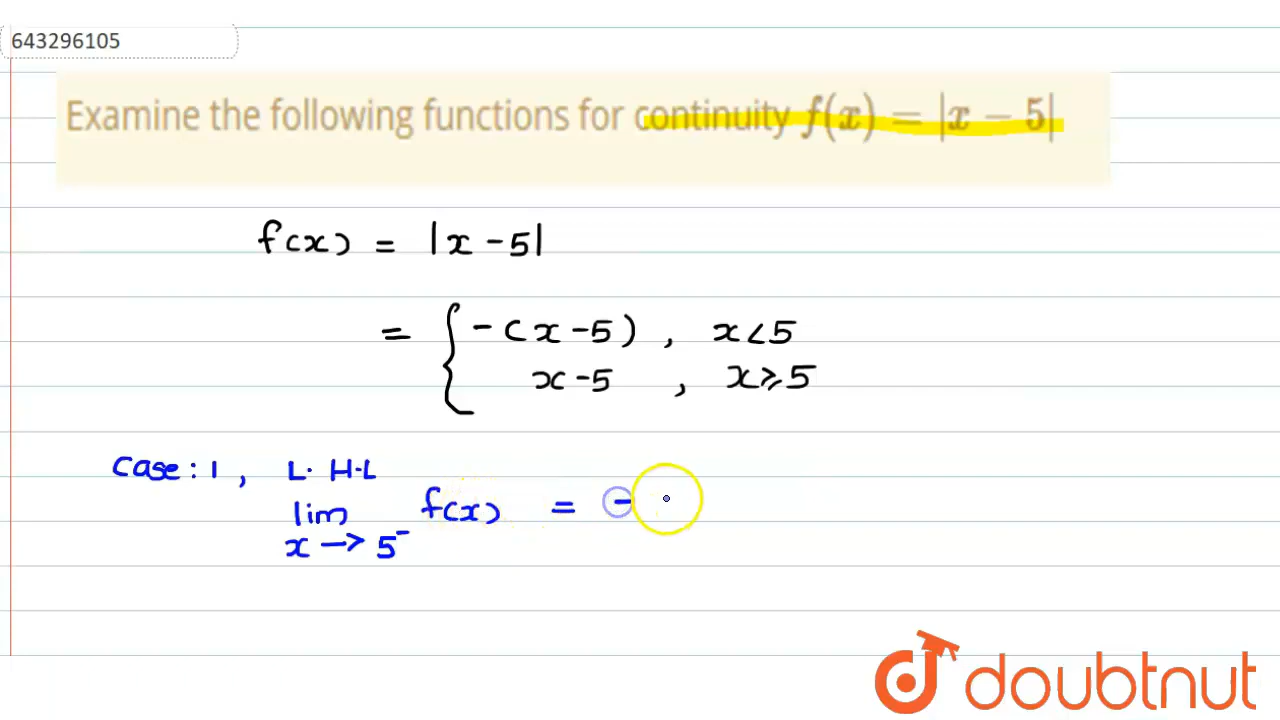 643296105
Examine the following functions for continuity f(x) = |x − 5|
f(x) = |x - 5|
= { -(x - 5) , x < 5
x - 5 , x ⩾ 5
Case : 1 , L. H.L
lim f(x) = -
x → 5⁻
doubtnut